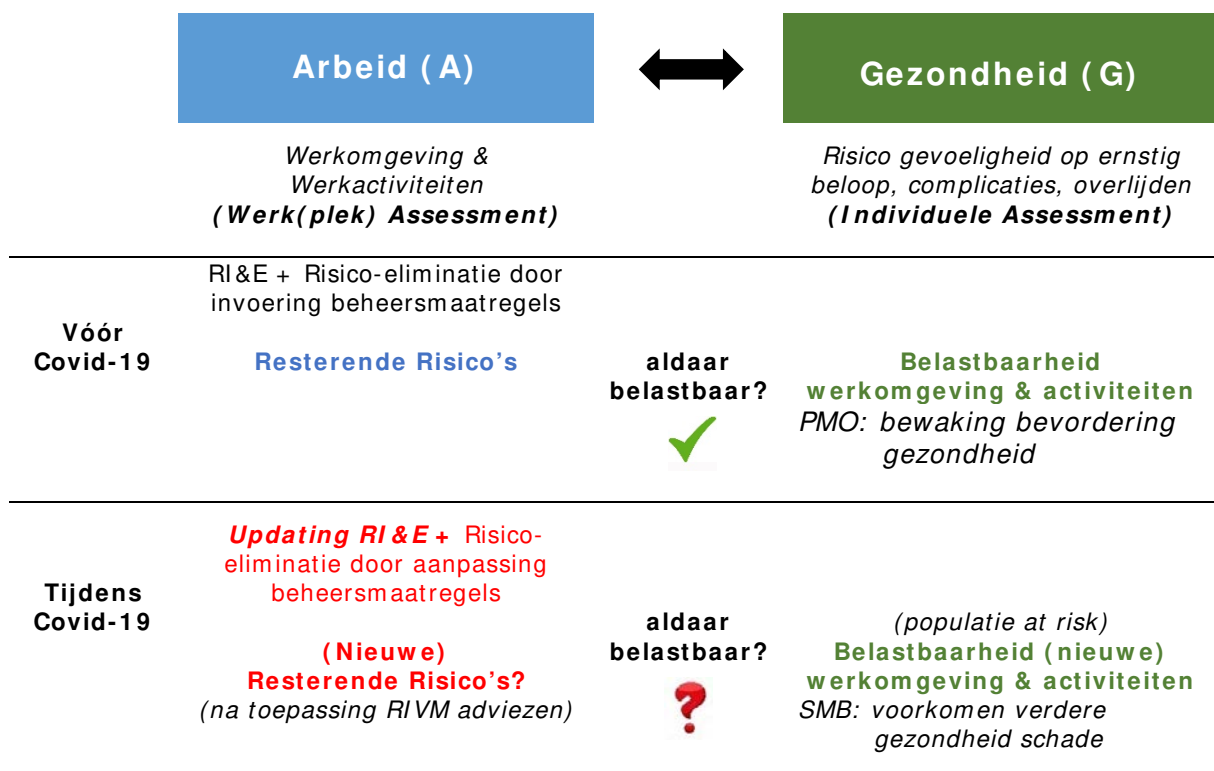 Arbeid (A)
Gezondheid (G)
Werkomgeving &
Werkactiviteiten
(Werk(plek) Assessment)
Risico gevoeligheid op ernstig
beloop, complicaties, overlijden
(Individuele Assessment)
Vóór
Covid-19
RI&E + Risico-eliminatie door
invoering beheersmaatregels
Resterende Risico's
aldaar
belastbaar?
Belastbaarheid
werkomgeving & activiteiten
PMO: bewaking bevordering
gezondheid
Tijdens
Covid-19
Updating RI&E + Risico-
eliminatie door aanpassing
beheersmaatregels
(Nieuwe)
Resterende Risico's?
(na toepassing RIVM adviezen)
aldaar
belastbaar?
?
(populatie at risk)
Belastbaarheid (nieuwe)
werkomgeving & activiteiten
SMB: voorkomen verdere
gezondheid schade